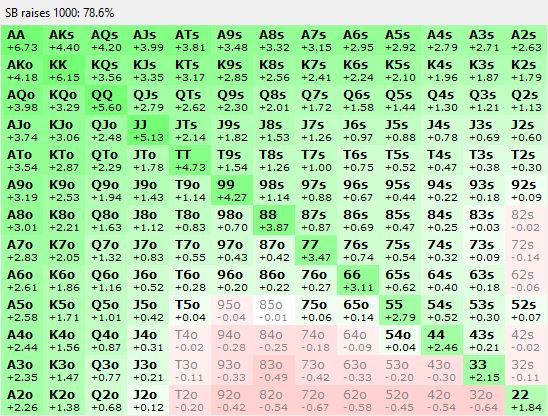 SB raises 1000: 78.6%
AA AKs AQs AJs ATs A9s A8s A7s A6s A5s A4s A3s A2s
+6.73 +4.40 +4.20 +3.99 +3.81 +3.48 +3.32 +3.15 +2.95 +2.92 +2.79 +2.71 +2.63
AKo KK KQs KJs KTs K9s K8s K7s K6s K5s K4s K3s K2s
+4.18 +6.15 +3.56 +3.35 +3.17 +2.85 +2.56 +2.41 +2.24 +2.10 +1.96 +1.87 +1.79
AQo KQo QQ QJs QTs Q9s Q8s Q7s Q6s Q5s Q4s Q3s Q2s
+3.98 +3.29 +5.60 +2.79 +2.62 +2.30 +2.01 +1.72 +1.58 +1.44 +1.30 +1.21 +1.13
AJo KJo QJo JJ JTs J9s J8s J7s J6s J5s J4s J3s J2s
+3.74 +3.06 +2.48 +5.13 +2.14 +1.82 +1.53 +1.26 +0.97 +0.88 +0.78 +0.69 +0.60
ATo KTo QTo JTo TT T9s T8s T7s T6s T5s T4s T3s T2s
+3.54 +2.87 +2.29 +1.78 +4.73 +1.54 +1.26 +1.00 +0.75 +0.52 +0.47 +0.38 +0.30
A9o K9o Q9o J9o T9o 99 98s 97s 96s 95s 94s 93s 92s
+3.19 +2.53 +1.94 +1.43 +1.14 +4.27 +1.14 +0.88 +0.67 +0.44 +0.22 +0.18 +0.09
A8o K8o Q8o J8o T8o 98o 88 87s 86s 85s 84s 83s 82s
+3.01 +2.21 +1.63 +1.12 +0.83 +0.70 +3.87 +0.87 +0.69 +0.47 +0.25 +0.03 -0.02
A7o K7o Q7o J7o T7o 97o 87o 77 76s 75s 74s 73s 72s
+2.83 +2.05 +1.32 +0.83 +0.55 +0.43 +0.42 +3.47 +0.74 +0.54 +0.32 +0.09 -0.14
A6o K6o Q6o J6o T6o 96o 86o 76o 66 65s 64s 63s 62s
+2.61 +1.86 +1.16 +0.52 +0.28 +0.20 +0.22 +0.27 +3.11 +0.62 +0.40 +0.18 -0.06
A5o K5o Q5o J5o T5o 95o 85o 75o 65o 55 54s 53s 52s
+2.58 +1.71 +1.01 +0.42 +0.04 -0.04 -0.01 +0.06 +0.14 +2.79 +0.52 +0.30 +0.07
A4o K4o Q4o J4o T4o 94o 84o 74o 64o 54o 44 43s 42s
+2.44 +1.56 +0.87 +0.31 -0.02 -0.28 -0.25 -0.18 -0.09 +0.04 +2.46 +0.21 -0.02
A3o K3o Q3o J3o T3o 93o 83o 73o 63o 53o 43o 33 32s
+2.35 +1.47 +0.77 +0.21 -0.11 -0.33 -0.49 -0.42 -0.33 -0.20 -0.30 +2.15 -0.11
A2o K2o Q2o J2o T2o 92o 82o 72o 62o 52o 42o 32o 22
+2.26 +1.38 +0.68 +0.12 -0.20 -0.42 -0.54 -0.67 -0.58 -0.45 -0.54 -0.64 +1.84